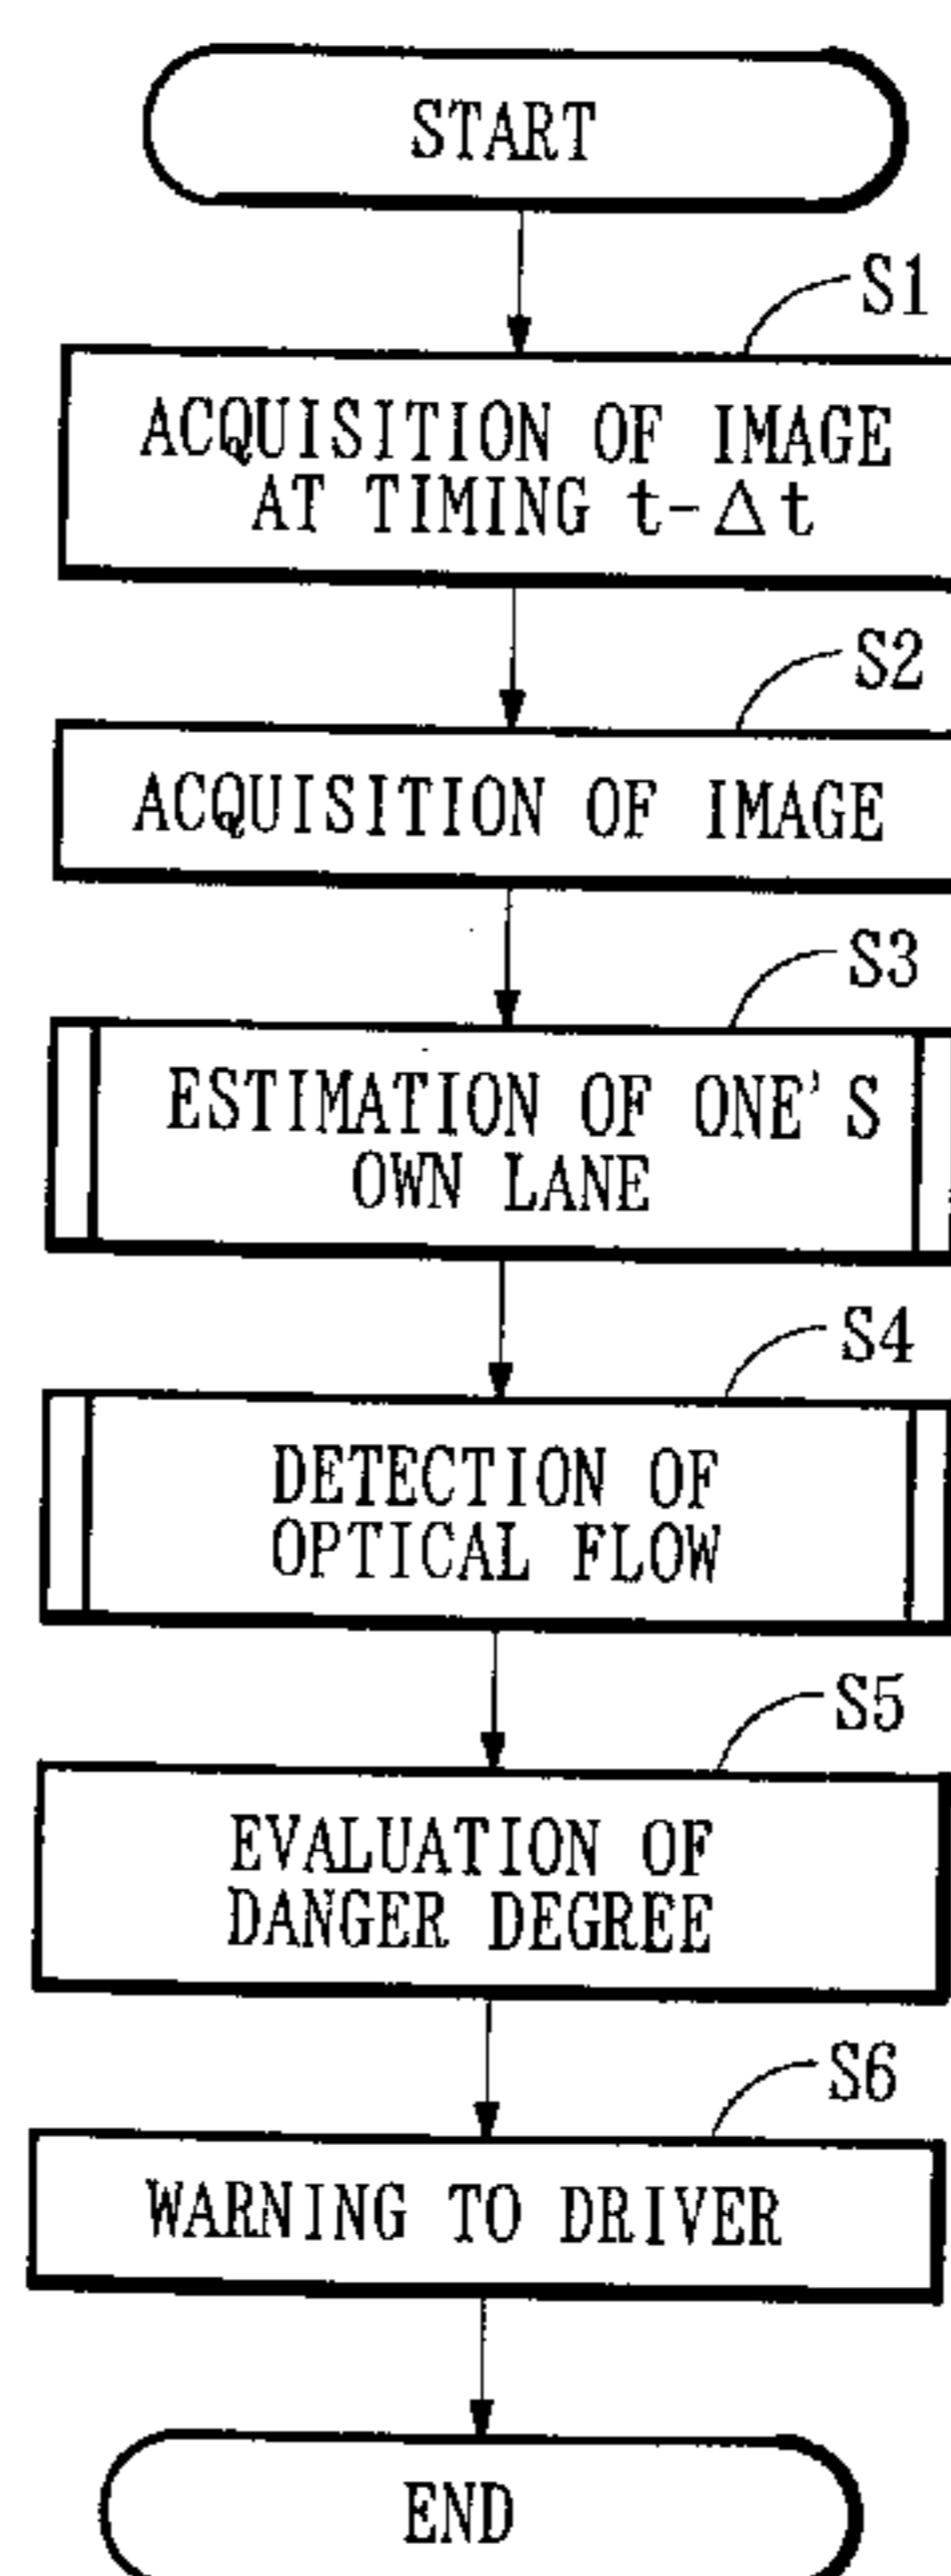 START
S1
ACQUISITION OF IMAGE
AT TIMING t-Δt
S2
ACQUISITION OF IMAGE
S3
ESTIMATION OF ONE'S
OWN LANE
S4
DETECTION OF
OPTICAL FLOW
S5
EVALUATION OF
DANGER DEGREE
S6
WARNING TO DRIVER
END